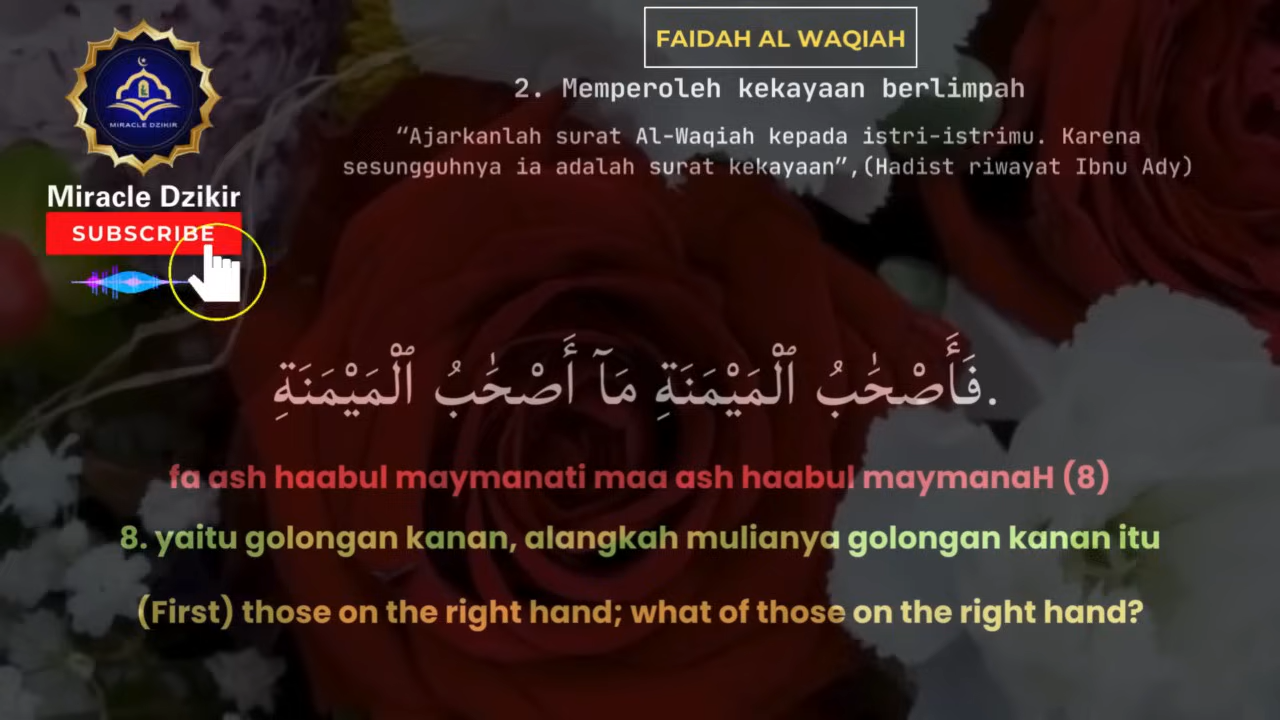 MIRACLE DZIKIR
Miracle Dzikir
SUBSCRIBE
FAIDAH AL WAQIAH
2. Memperoleh kekayaan berlimpah
“Ajarkanlah surat Al-Waqiah kepada istri-istrimu. Karena
sesungguhnya ia adalah surat kekayaan”,(Hadist riwayat Ibnu Ady)
فَأَصْحَٰبُ ٱلْمَيْمَنَةِ مَآ أَصْحَٰبُ ٱلْمَيْمَنَةِ.
fa ash haabul maymanati maa ash haabul maymanaH (8)
8. yaitu golongan kanan, alangkah mulianya golongan kanan itu
(First) those on the right hand; what of those on the right hand?